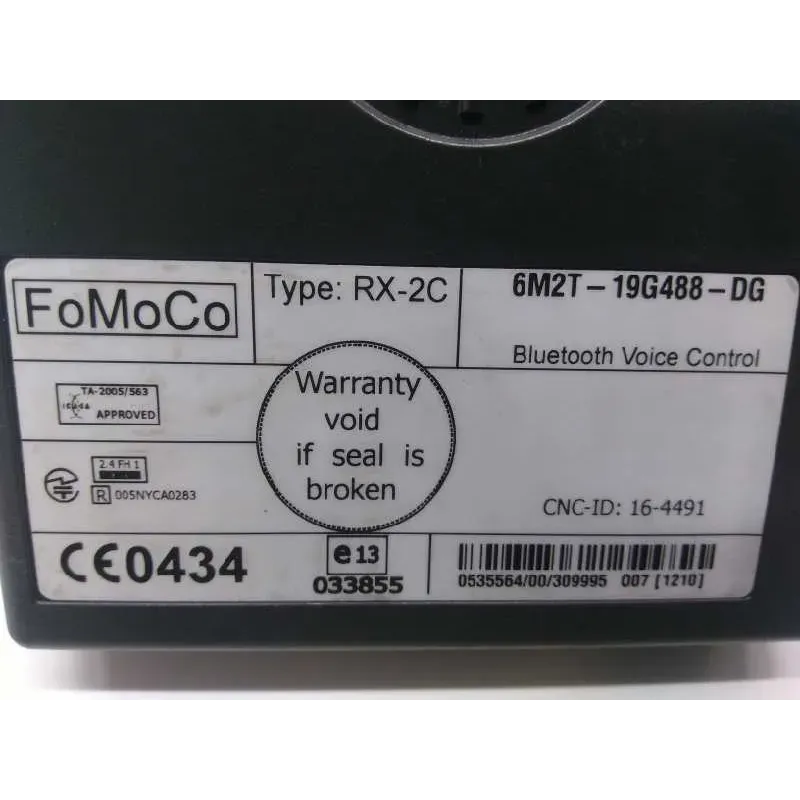 FoMoCo
Type: RX-2C
6M2T-19G488-DG
Bluetooth Voice Control
TA-2005/563
APPROVED
Warranty
void
if seal is
broken
2.4 FH 1
R 005NYCA0283
CNC-ID: 16-4491
CE0434
e13
033855
0535564/00/309995 007 [1210]